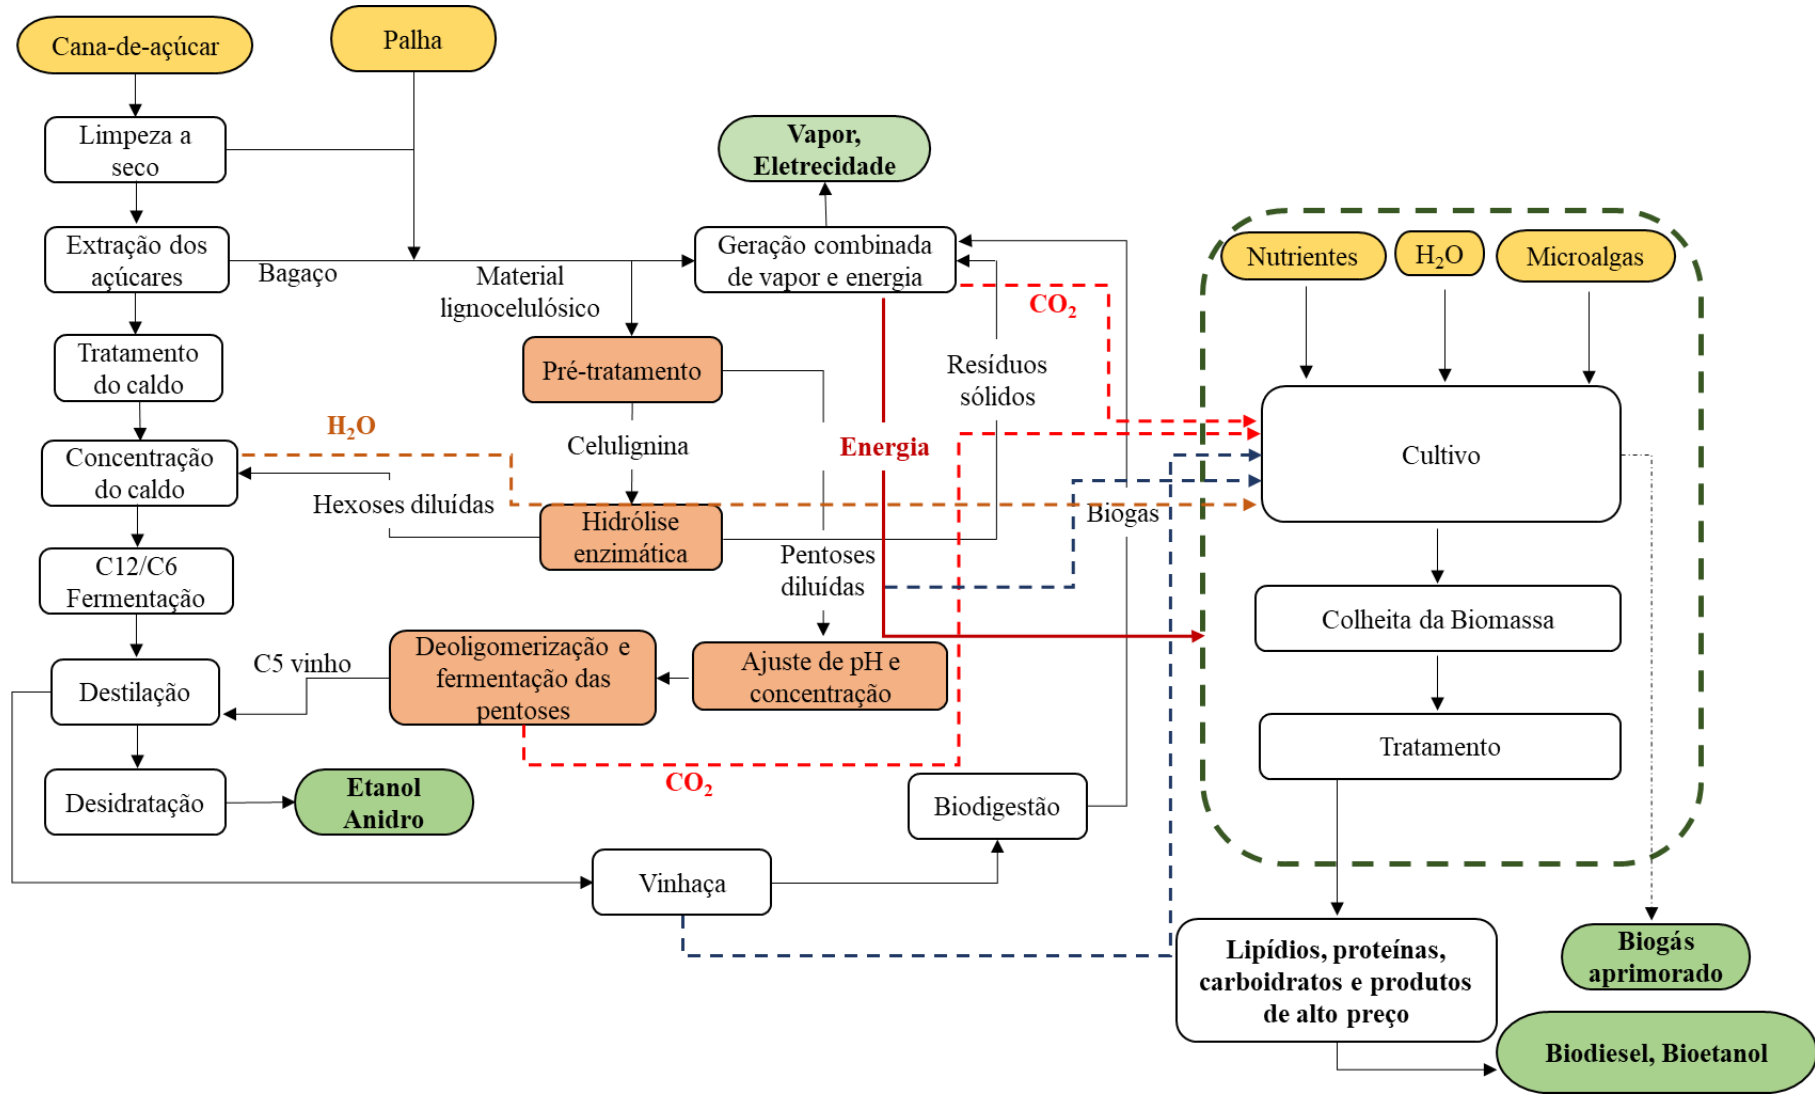 Cana-de-açúcar
Palha
Limpeza a
seco
Vapor,
Eletrecidade
Extração dos
açúcares
Bagaço
Material
lignocelulósico
Geração combinada
de vapor e energia
CO₂
Nutrientes
H₂O
Microalgas
Tratamento
do caldo
Pré-tratamento
Resíduos
sólidos
H₂O
Celulignina
Energia
Concentração
do caldo
Hexoses diluídas
Cultivo
Hidrólise
enzimática
Biogas
Pentoses
diluídas
C12/C6
Fermentação
Colheita da Biomassa
C5 vinho
Deoligomerização e
fermentação das
pentoses
Ajuste de pH e
concentração
Destilação
Tratamento
CO₂
Desidratação
Etanol
Anidro
Biodigestão
Vinhaça
Lipídios, proteínas,
carboidratos e produtos
de alto preço
Biogás
aprimorado
Biodiesel, Bioetanol